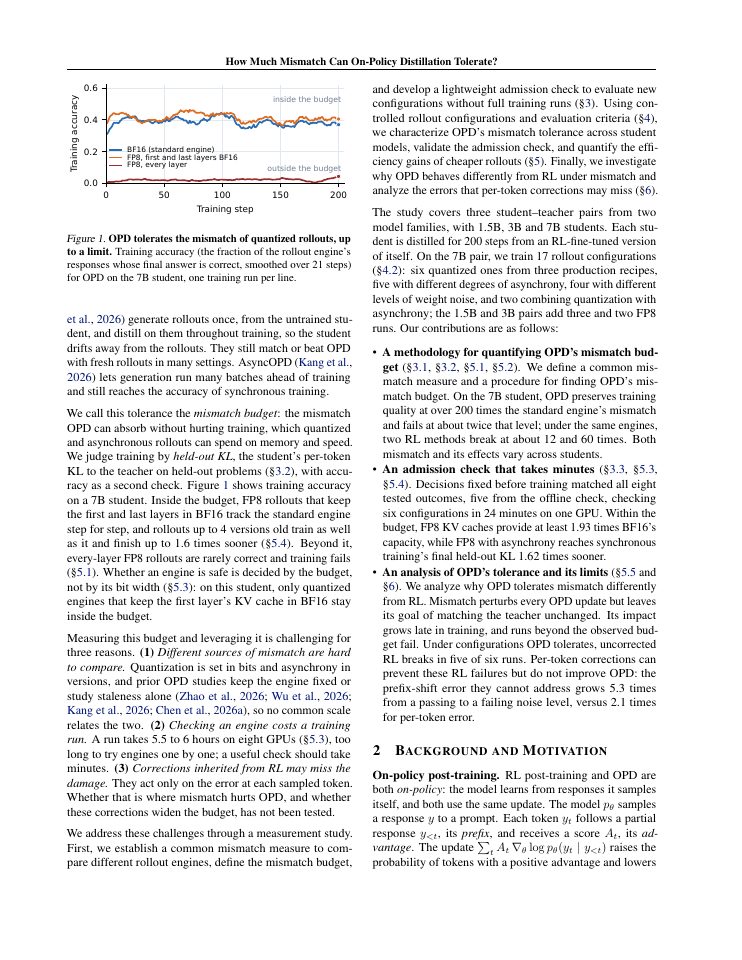 How Much Mismatch Can On-Policy Distillation Tolerate?
0.6
0.4
0.2
0.0
Training accuracy
inside the budget
BF16 (standard engine)
FP8, first and last layers BF16
FP8, every layer
outside the budget
0 50 100 150 200
Training step
Figure 1. OPD tolerates the mismatch of quantized rollouts, up
to a limit. Training accuracy (the fraction of the rollout engine's
responses whose final answer is correct, smoothed over 21 steps)
for OPD on the 7B student, one training run per line.
et al., 2026) generate rollouts once, from the untrained stu-
dent, and distill on them throughout training, so the student
drifts away from the rollouts. They still match or beat OPD
with fresh rollouts in many settings. AsyncOPD (Kang et al.,
2026) lets generation run many batches ahead of training
and still reaches the accuracy of synchronous training.
We call this tolerance the mismatch budget: the mismatch
OPD can absorb without hurting training, which quantized
and asynchronous rollouts can spend on memory and speed.
We judge training by held-out KL, the student's per-token
KL to the teacher on held-out problems (§3.2), with accu-
racy as a second check. Figure 1 shows training accuracy
on a 7B student. Inside the budget, FP8 rollouts that keep
the first and last layers in BF16 track the standard engine
step for step, and rollouts up to 4 versions old train as well
as it and finish up to 1.6 times sooner (§5.4). Beyond it,
every-layer FP8 rollouts are rarely correct and training fails
(§5.1). Whether an engine is safe is decided by the budget,
not by its bit width (§5.3): on this student, only quantized
engines that keep the first layer's KV cache in BF16 stay
inside the budget.
Measuring this budget and leveraging it is challenging for
three reasons. (1) Different sources of mismatch are hard
to compare. Quantization is set in bits and asynchrony in
versions, and prior OPD studies keep the engine fixed or
study staleness alone (Zhao et al., 2026; Wu et al., 2026;
Kang et al., 2026; Chen et al., 2026a), so no common scale
relates the two. (2) Checking an engine costs a training
run. A run takes 5.5 to 6 hours on eight GPUs (§5.3), too
long to try engines one by one; a useful check should take
minutes. (3) Corrections inherited from RL may miss the
damage. They act only on the error at each sampled token.
Whether that is where mismatch hurts OPD, and whether
these corrections widen the budget, has not been tested.
We address these challenges through a measurement study.
First, we establish a common mismatch measure to com-
pare different rollout engines, define the mismatch budget,
and develop a lightweight admission check to evaluate new
configurations without full training runs (§3). Using con-
trolled rollout configurations and evaluation criteria (§4),
we characterize OPD's mismatch tolerance across student
models, validate the admission check, and quantify the effi-
ciency gains of cheaper rollouts (§5). Finally, we investigate
why OPD behaves differently from RL under mismatch and
analyze the errors that per-token corrections may miss (§6).
The study covers three student–teacher pairs from two
model families, with 1.5B, 3B and 7B students. Each stu-
dent is distilled for 200 steps from an RL-fine-tuned version
of itself. On the 7B pair, we train 17 rollout configurations
(§4.2): six quantized ones from three production recipes,
five with different degrees of asynchrony, four with different
levels of weight noise, and two combining quantization with
asynchrony; the 1.5B and 3B pairs add three and two FP8
runs. Our contributions are as follows:
• A methodology for quantifying OPD's mismatch bud-
get (§3.1, §3.2, §5.1, §5.2). We define a common mis-
match measure and a procedure for finding OPD's mis-
match budget. On the 7B student, OPD preserves training
quality at over 200 times the standard engine's mismatch
and fails at about twice that level; under the same engines,
two RL methods break at about 12 and 60 times. Both
mismatch and its effects vary across students.
• An admission check that takes minutes (§3.3, §5.3,
§5.4). Decisions fixed before training matched all eight
tested outcomes, five from the offline check, checking
six configurations in 24 minutes on one GPU. Within the
budget, FP8 KV caches provide at least 1.93 times BF16's
capacity, while FP8 with asynchrony reaches synchronous
training's final held-out KL 1.62 times sooner.
• An analysis of OPD's tolerance and its limits (§5.5 and
§6). We analyze why OPD tolerates mismatch differently
from RL. Mismatch perturbs every OPD update but leaves
its goal of matching the teacher unchanged. Its impact
grows late in training, and runs beyond the observed bud-
get fail. Under configurations OPD tolerates, uncorrected
RL breaks in five of six runs. Per-token corrections can
prevent these RL failures but do not improve OPD: the
prefix-shift error they cannot address grows 5.3 times
from a passing to a failing noise level, versus 2.1 times
for per-token error.
2 BACKGROUND AND MOTIVATION
On-policy post-training. RL post-training and OPD are
both on-policy: the model learns from responses it samples
itself, and both use the same update. The model pθ samples
a response y to a prompt. Each token yt follows a partial
response y<t, its prefix, and receives a score At, its ad-
vantage. The update ∑t At ∇θ log pθ(yt | y<t) raises the
probability of tokens with a positive advantage and lowers